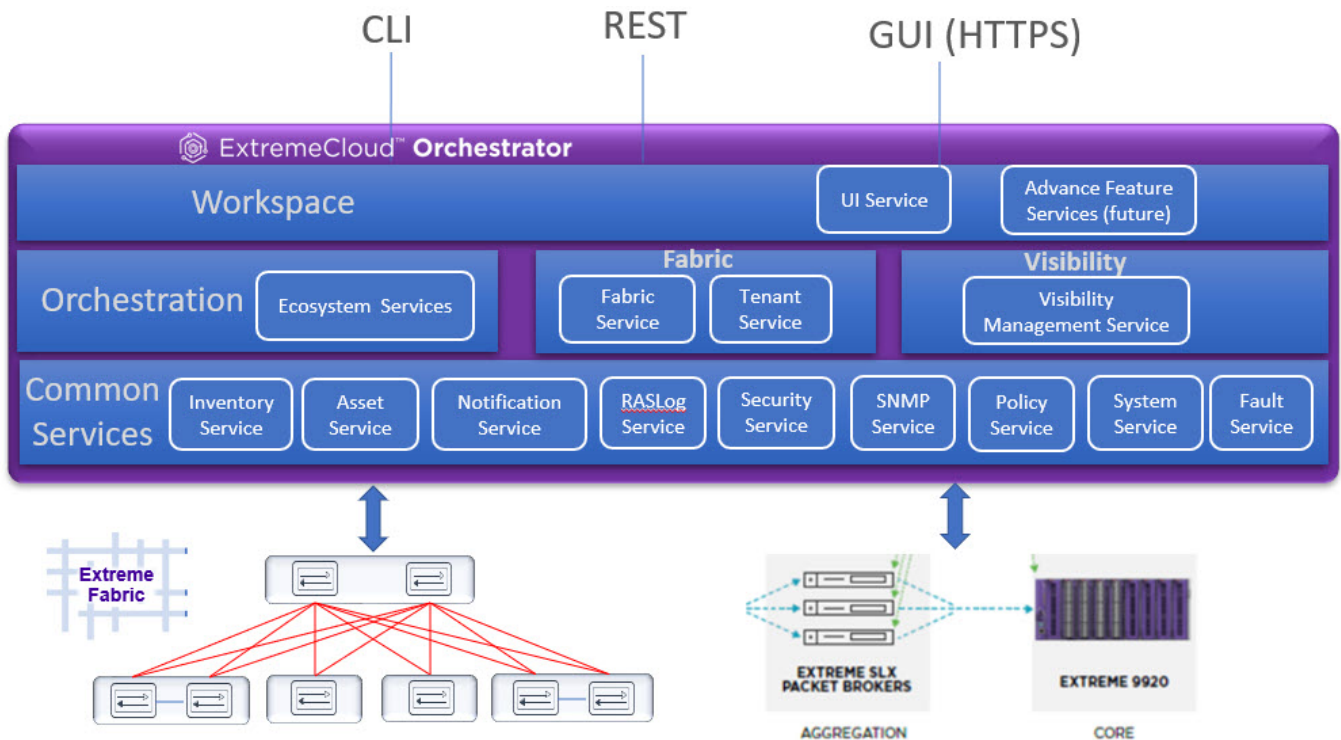 CLI
REST
GUI (HTTPS)
ExtremeCloud™ Orchestrator
Workspace
UI Service
Advance Feature
Services (future)
Orchestration
Ecosystem Services
Fabric
Fabric
Service
Tenant
Service
Visibility
Visibility
Management Service
Common
Services
Inventory
Service
Asset
Service
Notification
Service
RASLog
Service
Security
Service
SNMP
Service
Policy
Service
System
Service
Fault
Service
Extreme
Fabric
EXTREME SLX
PACKET BROKERS
AGGREGATION
EXTREME 9920
CORE